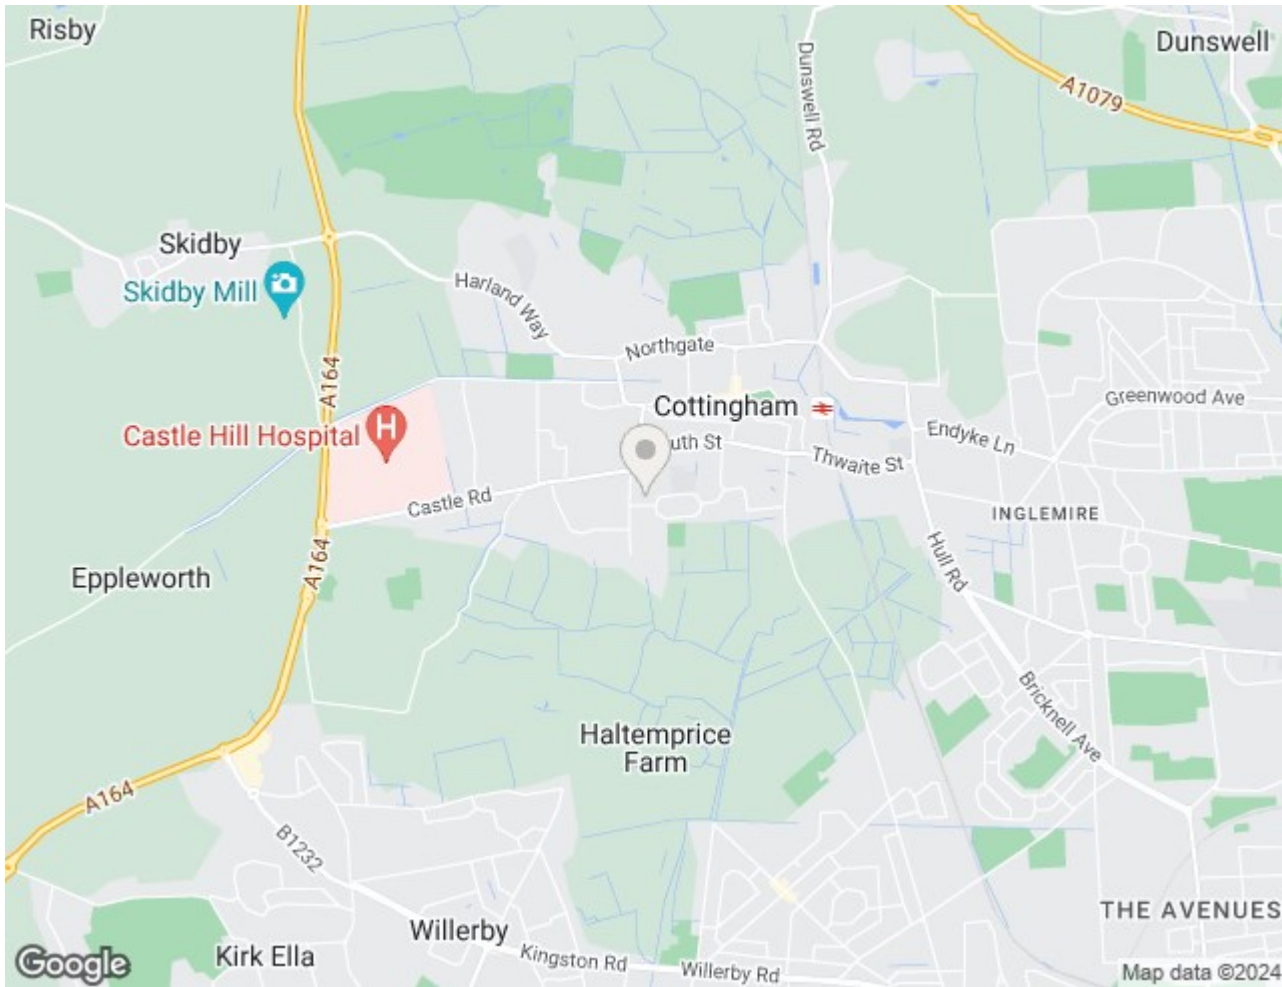 Risby
Dunswell
A1079
Dunswell Rd
Skidby
Skidby Mill
Harland Way
Northgate
A164
Greenwood Ave
Cottingham
Castle Hill Hospital
H
Endyke Ln
uth St
Thwaite St
Castle Rd
INGLEMIRE
A164
Hull Rd
Eppleworth
Bricknell Ave
Haltemprice
Farm
A164
B1232
THE AVENUES
Willerby
Kirk Ella
Kingston Rd
Willerby Rd
Google
Map data ©2024